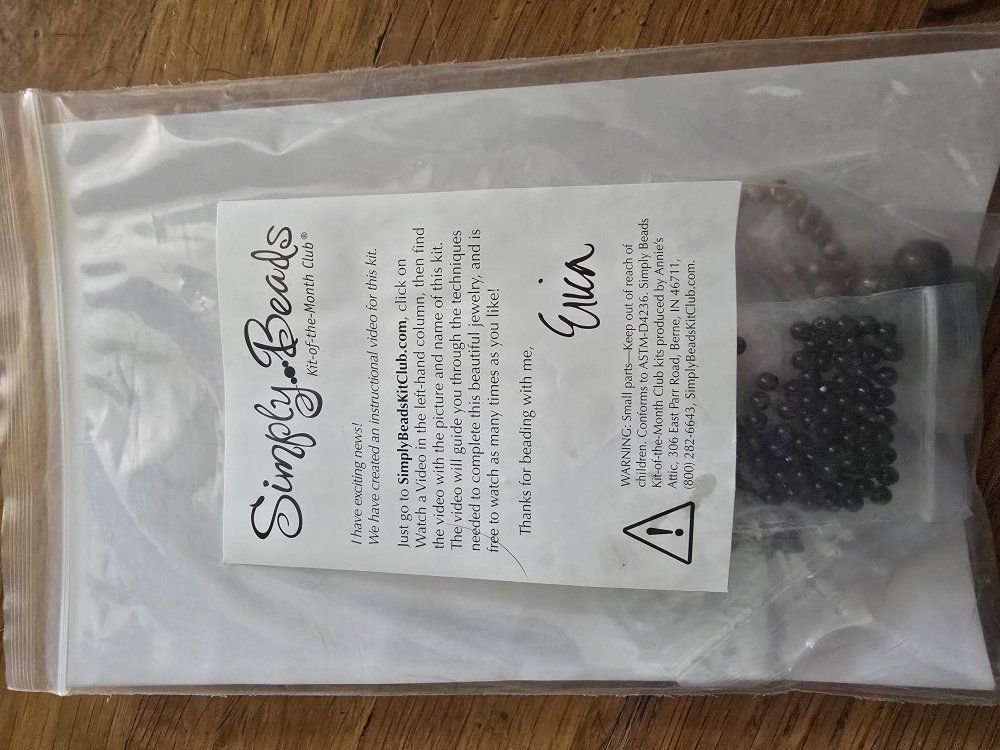 Simply Beads
Kit-of-the-Month Club®
I have exciting news!
We have created an instructional video for this kit.
Just go to SimplyBeadsKitClub.com, click on
Watch a Video in the left-hand column, then find
the video with the picture and name of this kit.
The video will guide you through the techniques
needed to complete this beautiful jewelry, and is
free to watch as many times as you like!
Thanks for beading with me,
Erica
WARNING: Small parts—Keep out of reach of
children. Conforms to ASTM-D4236. Simply Beads
Kit-of-the-Month Club kits produced by Annie's
Attic, 306 East Parr Road, Berne, IN 46711,
(800) 282-6643, SimplyBeadsKitClub.com.